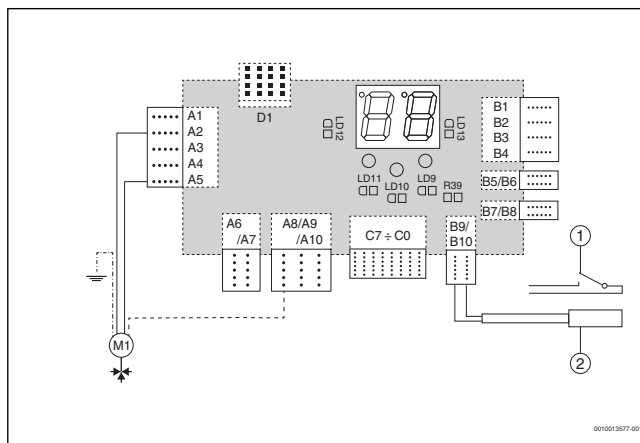 D1
A1
A2
A3
A4
A5
LD12
LD13
B1
B2
B3
B4
LD11
LD10
LD9
R39
B5/B6
B7/B8
A6
/A7
A8/A9
/A10
C7 ÷ C0
B9/
B10
1
M1
2
0010013577-001